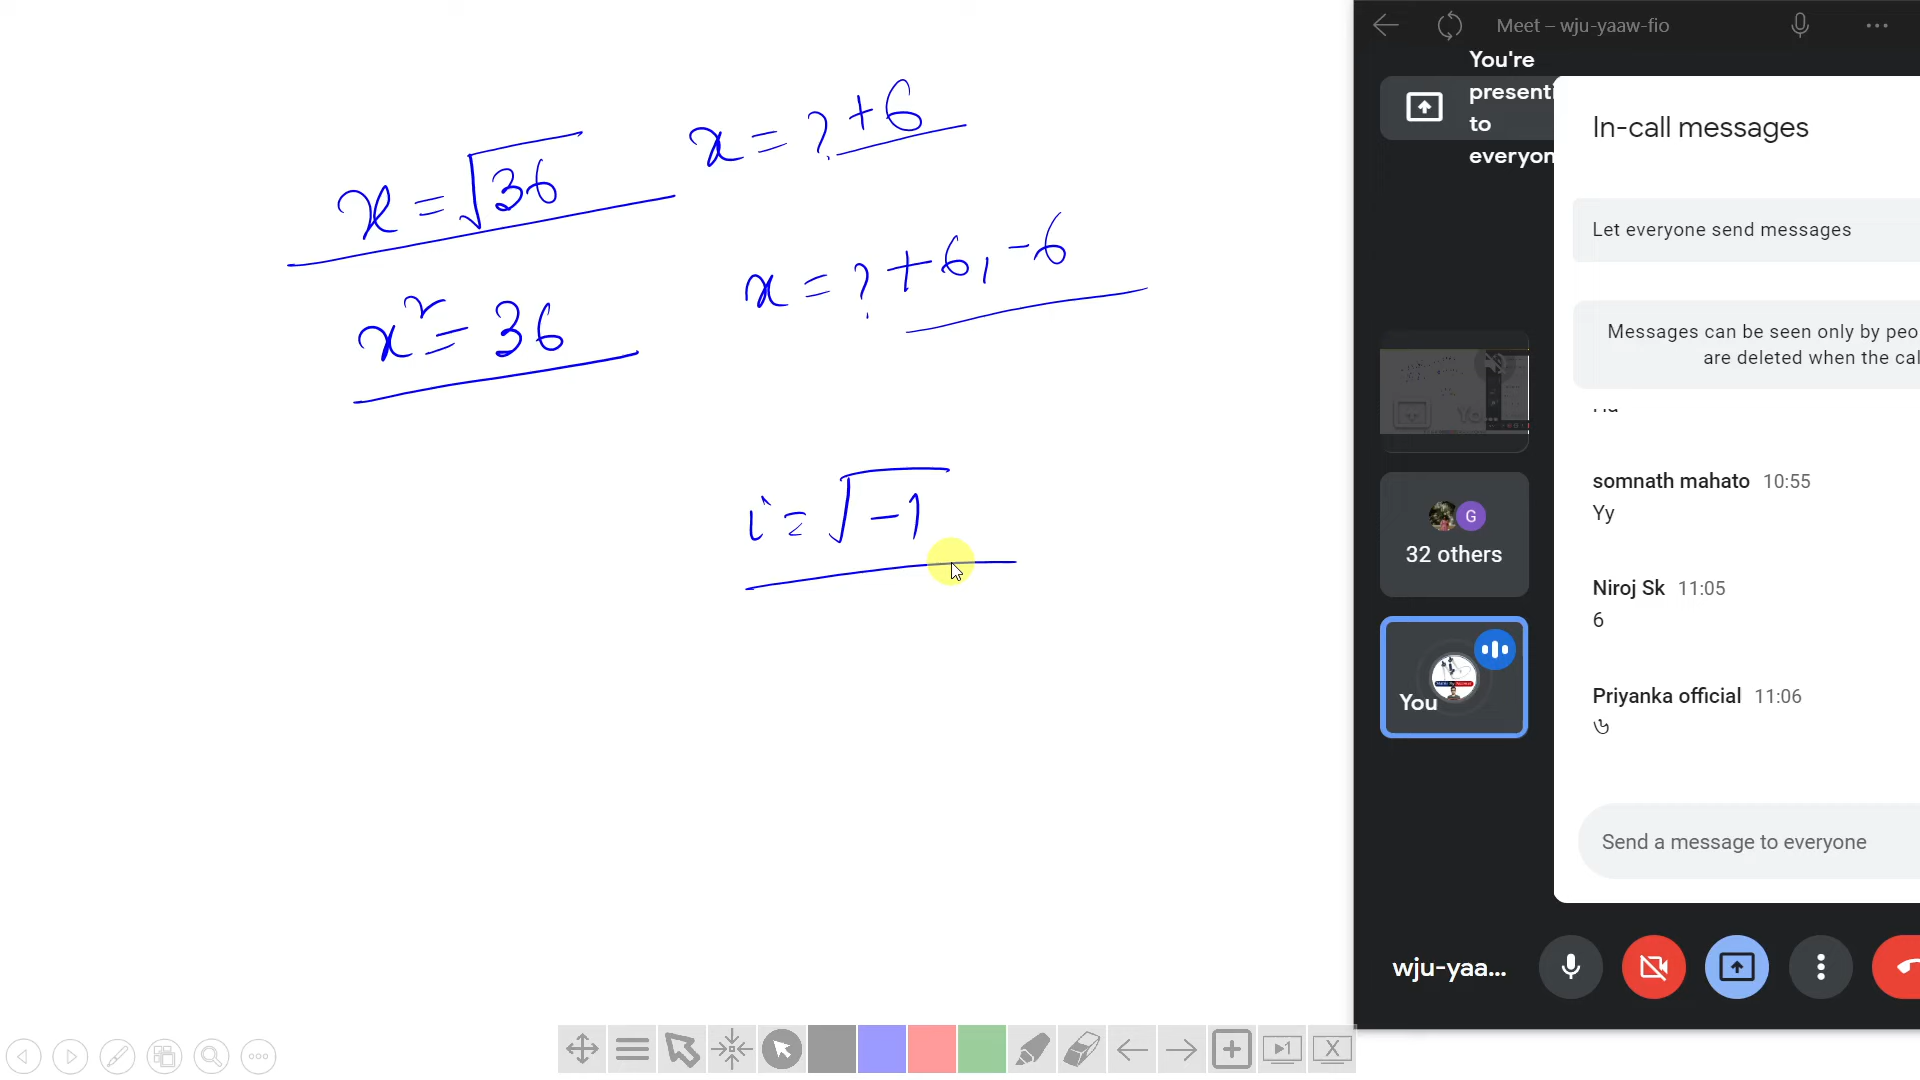 x = √36
x = ? +6
x² = 36
x = ? +6, -6
i = √-1
Meet – wju-yaaw-fio
You're
presenti
to
everyon
In-call messages
Let everyone send messages
Messages can be seen only by peo
are deleted when the cal
somnath mahato 10:55
Yy
G
32 others
Niroj Sk 11:05
6
You
Priyanka official 11:06
৬
Send a message to everyone
wju-yaa...
1
X